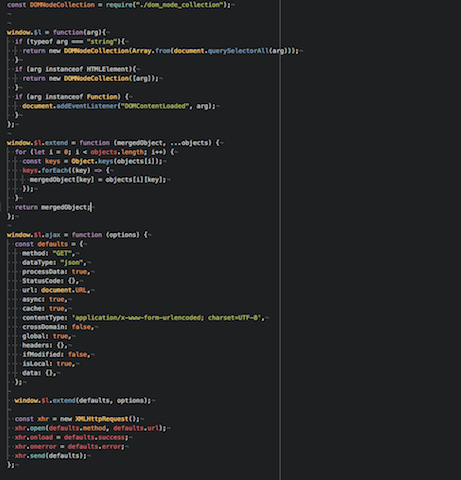 const DOMNodeCollection = require("./dom_node_collection");

window.$l = function(arg){
  if (typeof arg === "string"){
    return new DOMNodeCollection(Array.from(document.querySelectorAll(arg)));
  }
  if (arg instanceof HTMLElement){
    return new DOMNodeCollection([arg]);
  }
  if (arg instanceof Function) {
    document.addEventListener("DOMContentLoaded", arg);
  }
};

window.$l.extend = function (mergedObject, ...objects) {
  for (let i = 0; i < objects.length; i++) {
    const keys = Object.keys(objects[i]);
    keys.forEach((key) => {
      mergedObject[key] = objects[i][key];
    });
  }
  return mergedObject;
};

window.$l.ajax = function (options) {
  const defaults = {
    method: "GET",
    dataType: "json",
    processData: true,
    StatusCode: {},
    url: document.URL,
    async: true,
    cache: true,
    contentType: 'application/x-www-form-urlencoded; charset=UTF-8',
    crossDomain: false,
    global: true,
    headers: {},
    ifModified: false,
    isLocal: true,
    data: {},
  };

  window.$l.extend(defaults, options);

  const xhr = new XMLHttpRequest();
  xhr.open(defaults.method, defaults.url);
  xhr.onload = defaults.success;
  xhr.onerror = defaults.error;
  xhr.send(defaults);
};